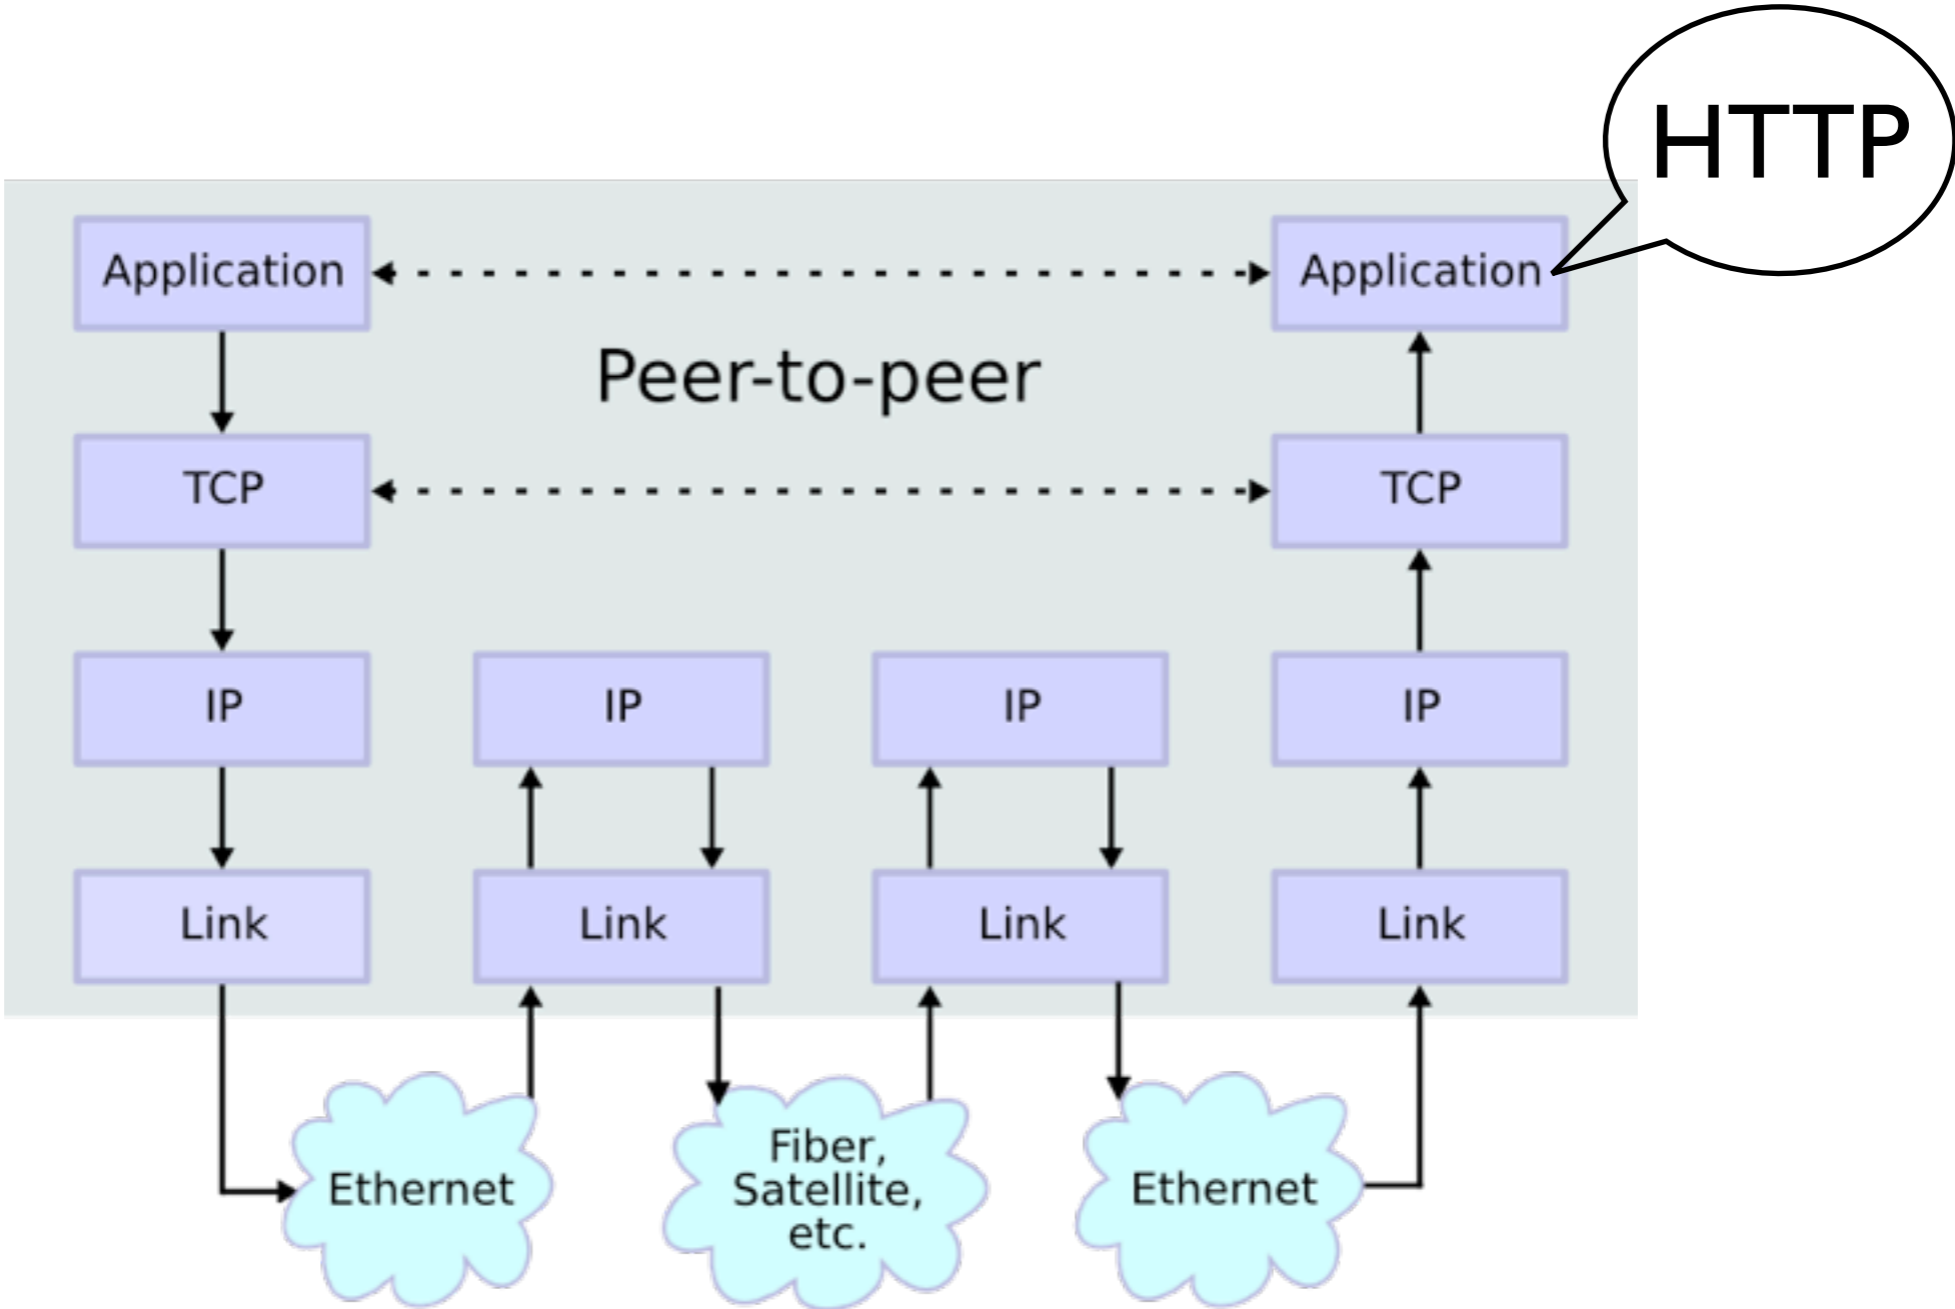 HTTP
Application
Application
Peer-to-peer
TCP
TCP
IP
IP
IP
IP
Link
Link
Link
Link
Ethernet
Fiber,
Satellite,
etc.
Ethernet